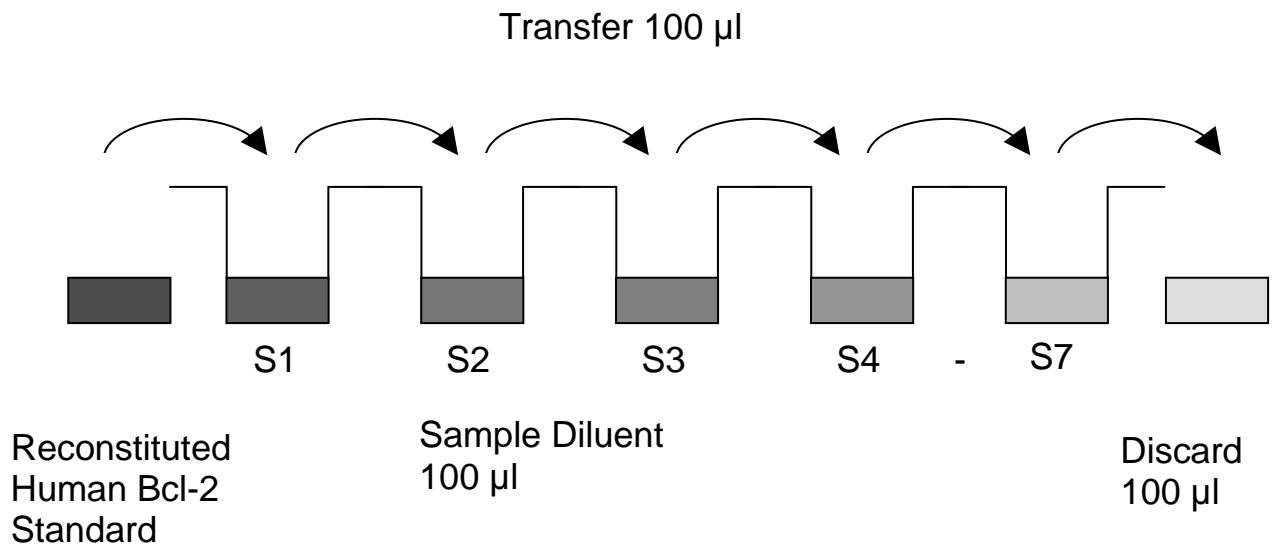 Transfer 100 µl
S1 S2 S3 S4 - S7
Reconstituted
Human Bcl-2
Standard
Sample Diluent
100 µl
Discard
100 µl